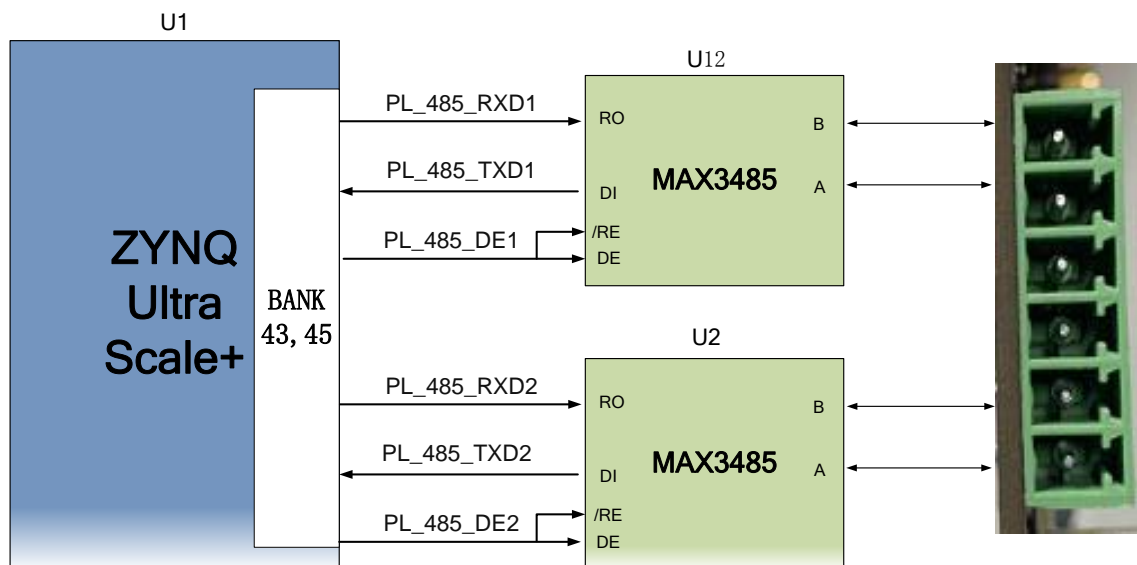 U1
U12
PL_485_RXD1
RO
B
PL_485_TXD1
DI
MAX3485
A
PL_485_DE1
/RE
DE
ZYNQ
Ultra
Scale+
BANK
43, 45
U2
PL_485_RXD2
RO
B
PL_485_TXD2
DI
MAX3485
A
PL_485_DE2
/RE
DE